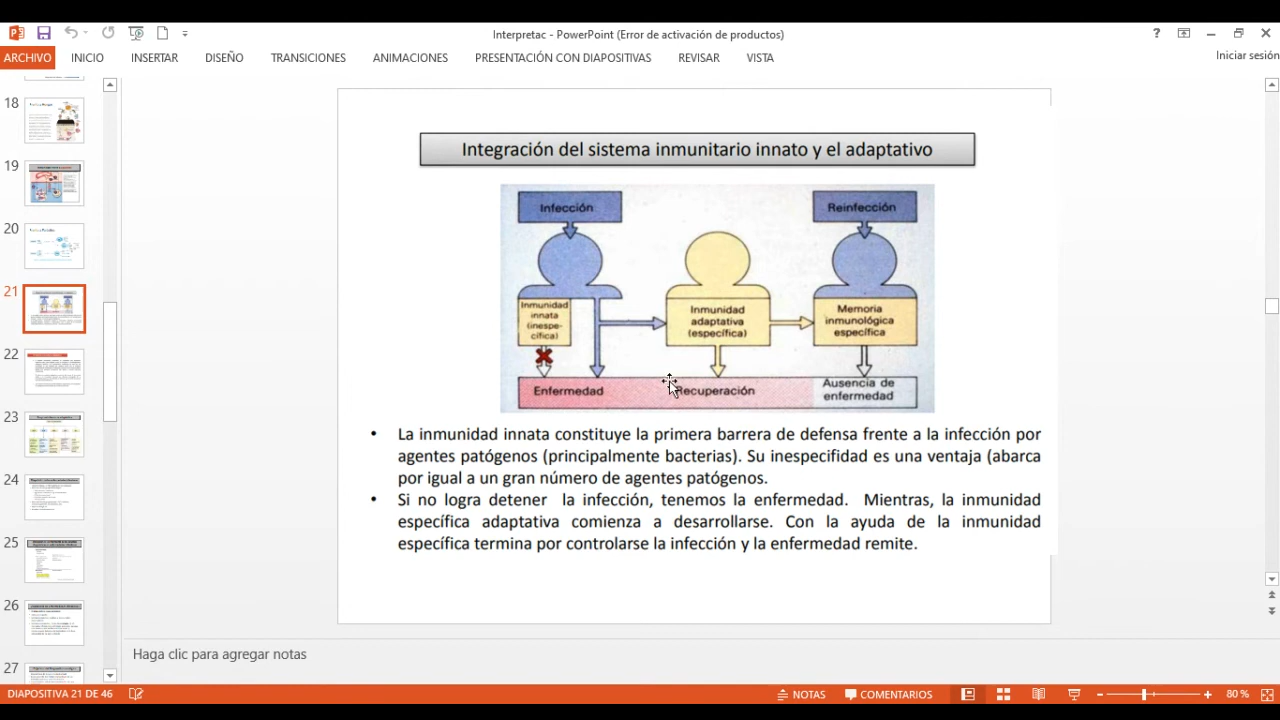 Interpretac - PowerPoint (Error de activación de productos)
?
ARCHIVO INICIO INSERTAR DISEÑO TRANSICIONES ANIMACIONES PRESENTACIÓN CON DIAPOSITIVAS REVISAR VISTA Iniciar sesión
18
19
20
21
22
23
24
25
26
27
Integración del sistema inmunitario innato y el adaptativo
Infección
Reinfección
Inmunidad
innata
(inespe-
cífica)
Inmunidad
adaptativa
(específica)
Memoria
inmunológica
específica
Enfermedad
Recuperación
Ausencia de
enfermedad
• La inmunidad innata constituye la primera barrera de defensa frente a la infección por
agentes patógenos (principalmente bacterias). Su inespecifidad es una ventaja (abarca
por igual a un gran número de agentes patógenos.
• Si no logra detener la infección, tenemos la enfermedad. Mientras, la inmunidad
específica adaptativa comienza a desarrollarse. Con la ayuda de la inmunidad
específica termina por controlarse la infección y la enfermedad remite.
Haga clic para agregar notas
DIAPOSITIVA 21 DE 46 NOTAS COMENTARIOS 80 %